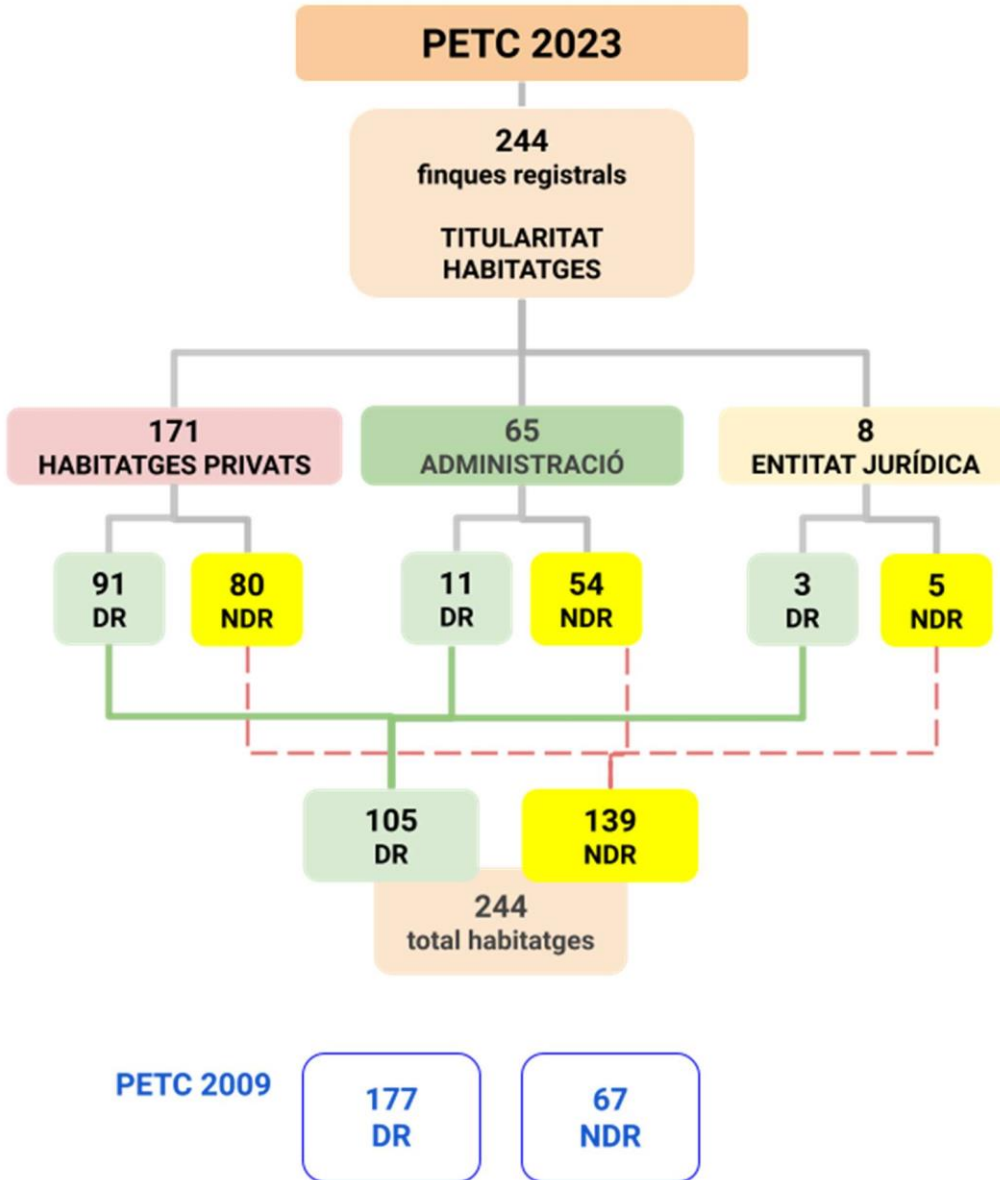 PETC 2023
244
finques registrals
TITULARITAT
HABITATGES
171
HABITATGES PRIVATS
65
ADMINISTRACIÓ
8
ENTITAT JURÍDICA
91
DR
80
NDR
11
DR
54
NDR
3
DR
5
NDR
105
DR
139
NDR
244
total habitatges
PETC 2009
177
DR
67
NDR